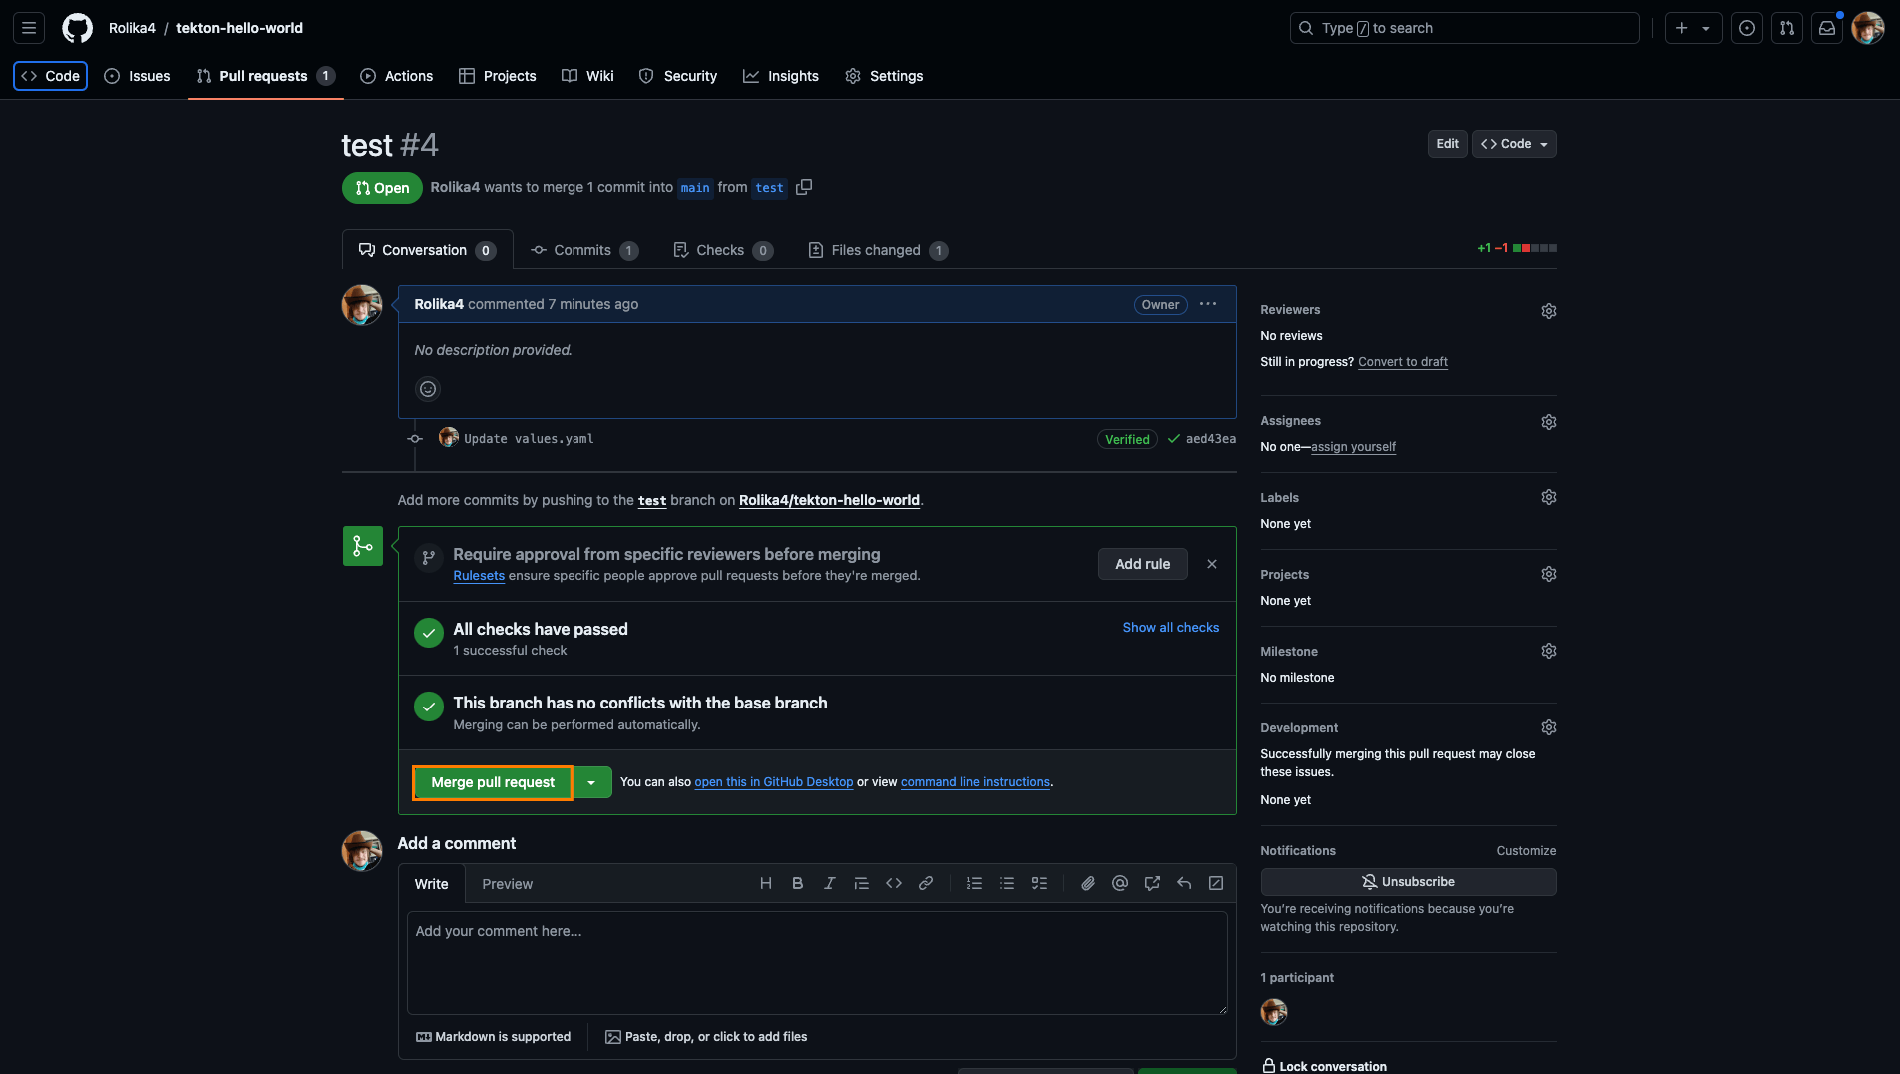 Rolika4 / tekton-hello-world
Type / to search
Code
Issues
Pull requests 1
Actions
Projects
Wiki
Security
Insights
Settings
test #4
Edit
Code
Open
Rolika4 wants to merge 1 commit into main from test
Conversation 0
Commits 1
Checks 0
Files changed 1
+1 −1
Rolika4 commented 7 minutes ago
Owner
No description provided.
Update values.yaml
Verified
aed43ea
Add more commits by pushing to the test branch on Rolika4/tekton-hello-world.
Require approval from specific reviewers before merging
Rulesets ensure specific people approve pull requests before they're merged.
Add rule
All checks have passed
1 successful check
Show all checks
This branch has no conflicts with the base branch
Merging can be performed automatically.
Merge pull request
You can also open this in GitHub Desktop or view command line instructions.
Add a comment
Write
Preview
Add your comment here...
Markdown is supported
Paste, drop, or click to add files
Reviewers
No reviews
Still in progress? Convert to draft
Assignees
No one—assign yourself
Labels
None yet
Projects
None yet
Milestone
No milestone
Development
Successfully merging this pull request may close
these issues.
None yet
Notifications
Customize
Unsubscribe
You're receiving notifications because you're
watching this repository.
1 participant
Lock conversation